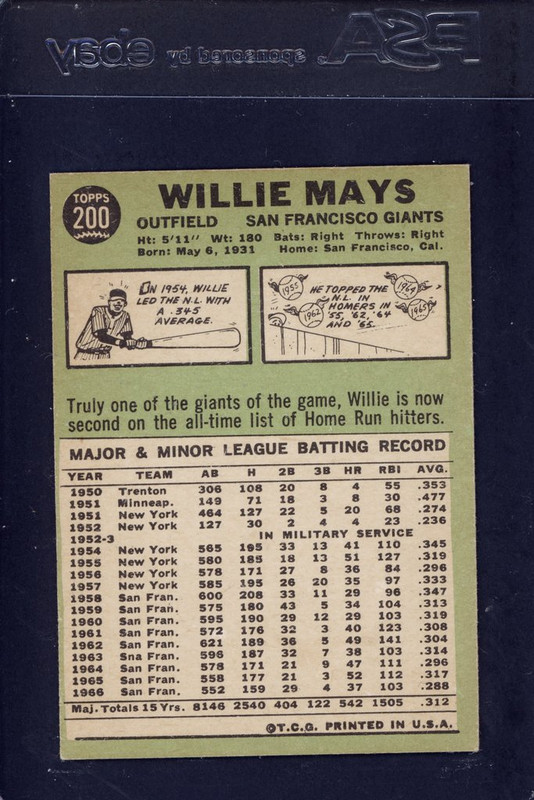 PSA
sponsored by ebay
TOPPS
200
WILLIE MAYS
OUTFIELD SAN FRANCISCO GIANTS
Ht: 5'11" Wt: 180 Bats: Right Throws: Right
Born: May 6, 1931 Home: San Francisco, Cal.
ON 1954, WILLIE
LED THE N.L. WITH
A .345
AVERAGE.
HE TOPPED THE
N.L. IN
HOMERS IN
'55, '62, '64
AND '65.
1955
1962
1964
1965
Truly one of the giants of the game, Willie is now
second on the all-time list of Home Run hitters.
MAJOR & MINOR LEAGUE BATTING RECORD
YEAR TEAM AB H 2B 3B HR RBI AVG.
1950 Trenton 306 108 20 8 4 55 .353
1951 Minneap. 149 71 18 3 8 30 .477
1951 New York 464 127 22 5 20 68 .274
1952 New York 127 30 2 4 4 23 .236
1952-3 IN MILITARY SERVICE
1954 New York 565 195 33 13 41 110 .345
1955 New York 580 185 18 13 51 127 .319
1956 New York 578 171 27 8 36 84 .296
1957 New York 585 195 26 20 35 97 .333
1958 San Fran. 600 208 33 11 29 96 .347
1959 San Fran. 575 180 43 5 34 104 .313
1960 San Fran. 595 190 29 12 29 103 .319
1961 San Fran. 572 176 32 3 40 123 .308
1962 San Fran. 621 189 36 5 49 141 .304
1963 Sna Fran. 596 187 32 7 38 103 .314
1964 San Fran. 578 171 21 9 47 111 .296
1965 San Fran. 558 177 21 3 52 112 .317
1966 San Fran. 552 159 29 4 37 103 .288
Maj. Totals 15 Yrs. 8146 2540 404 122 542 1505 .312
©T.C.G. PRINTED IN U.S.A.